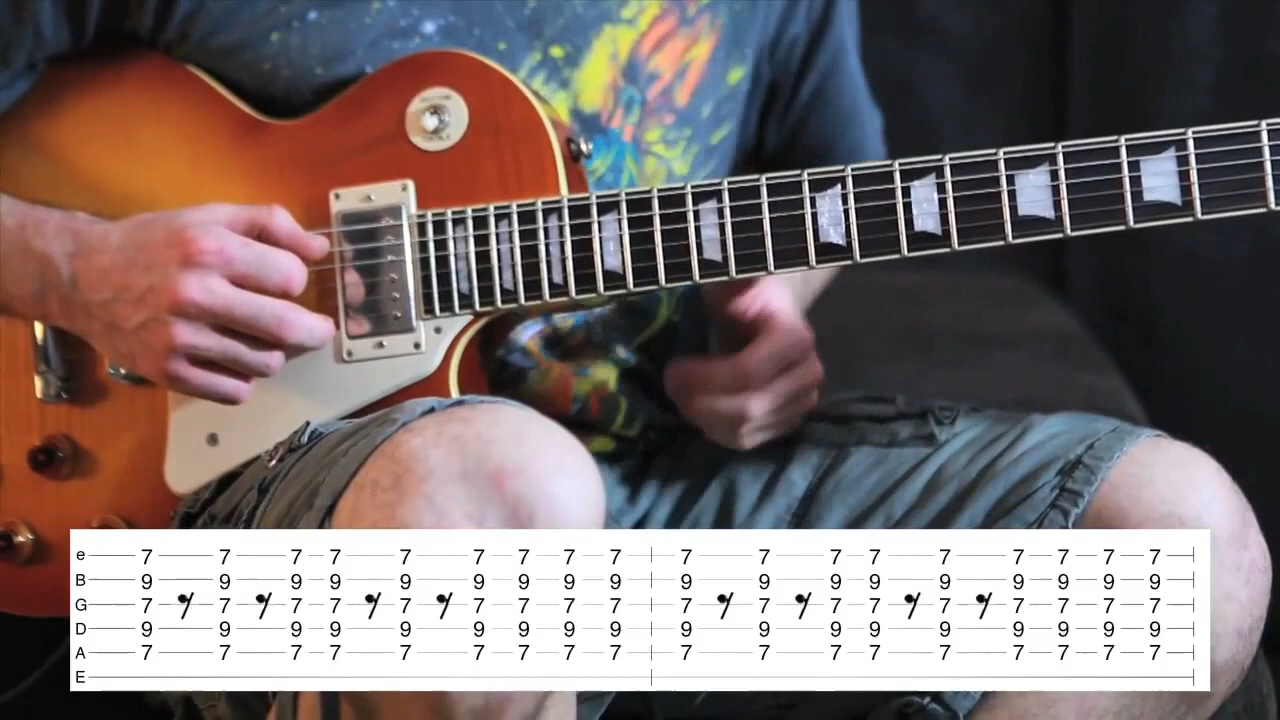 e 7 7 7 7 7 7 7 7 7 7 7 7 7 7 7 7 7 7
B 9 9 9 9 9 9 9 9 9 9 9 9 9 9 9 9 9 9
G 7 7 7 7 7 7 7 7 7 7 7 7 7 7 7 7 7 7
D 9 9 9 9 9 9 9 9 9 9 9 9 9 9 9 9 9 9
A 7 7 7 7 7 7 7 7 7 7 7 7 7 7 7 7 7 7
E